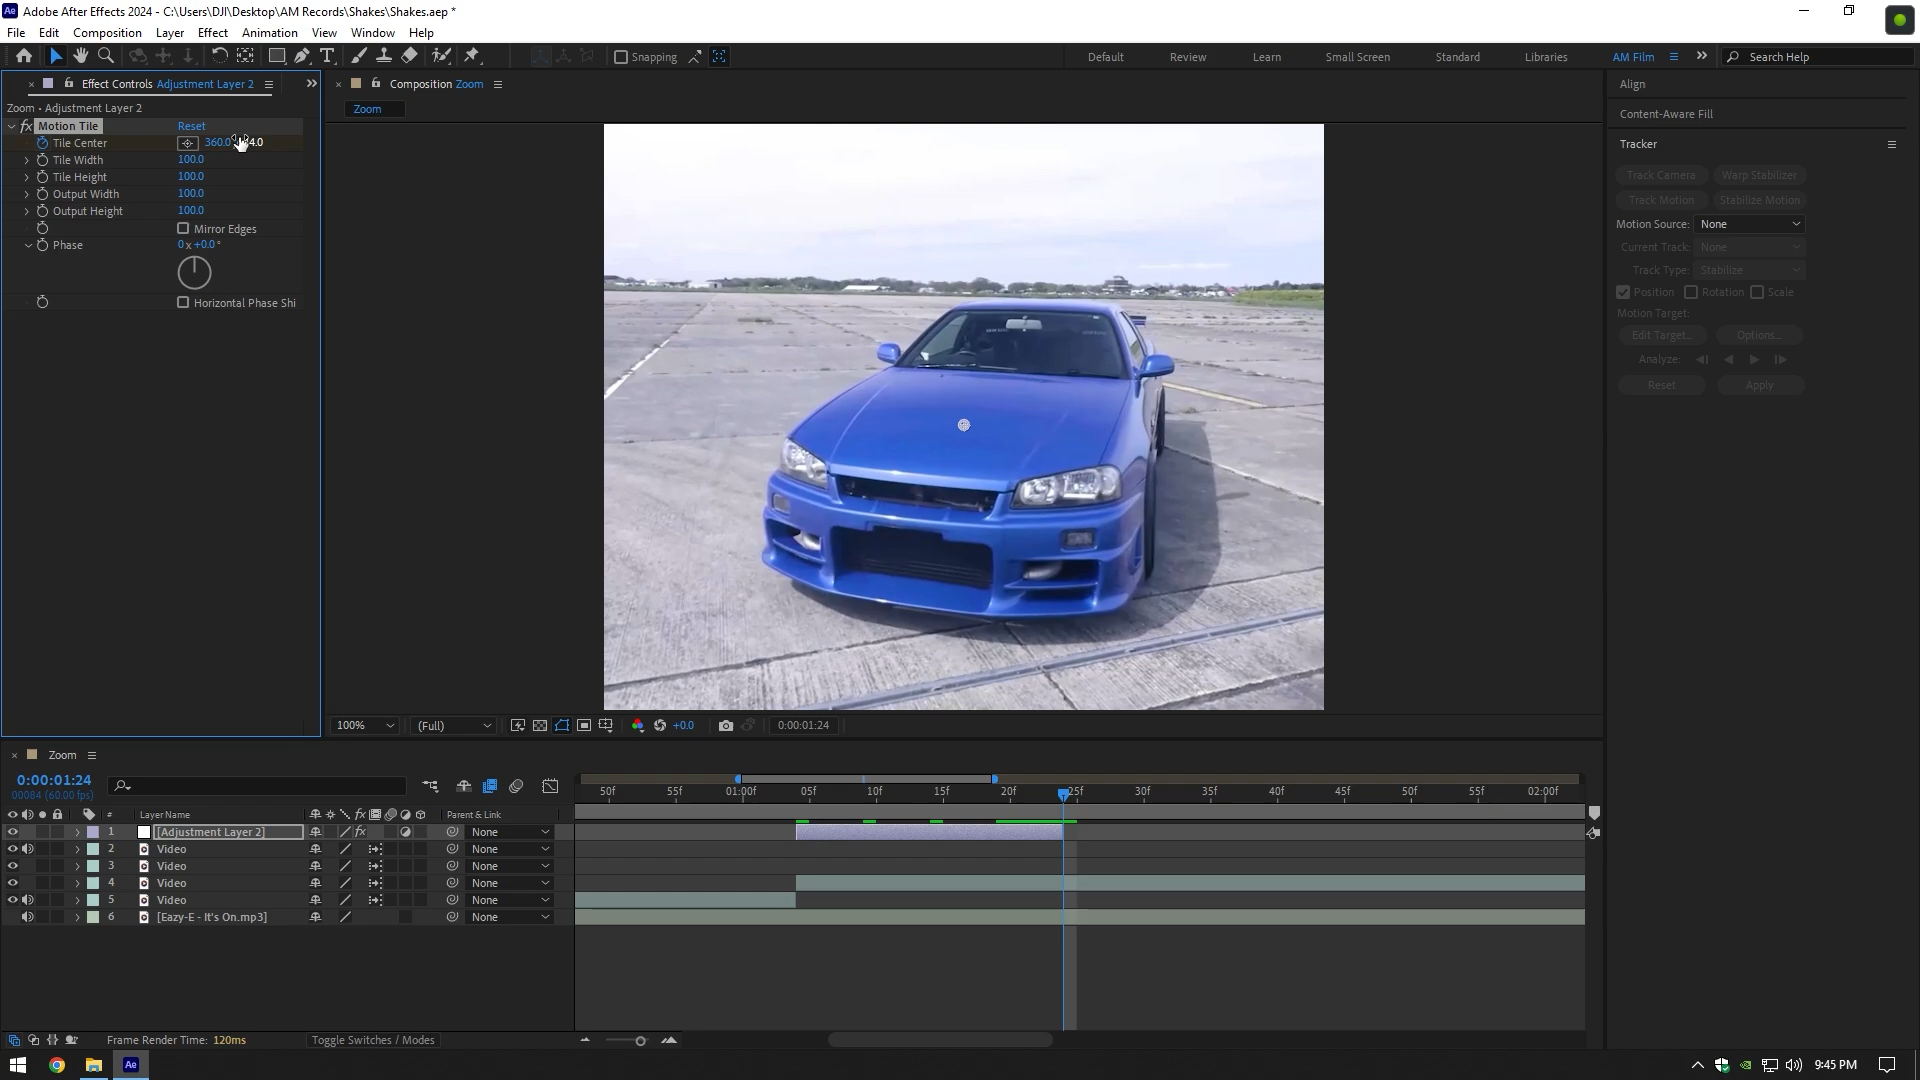 Adobe After Effects 2024 - C:\Users\DJI\Desktop\AM Records\Shakes\Shakes.aep *
File Edit Composition Layer Effect Animation View Window Help
Snapping
Default Review Learn Small Screen Standard Libraries AM Film Search Help
Effect Controls Adjustment Layer 2
Composition Zoom
Align
Zoom • Adjustment Layer 2
Zoom
Content-Aware Fill
fx Motion Tile Reset
Tile Center 360.0 4.0
Tracker
Tile Width 100.0
Tile Height 100.0
Track Camera Warp Stabilizer
Output Width 100.0
Track Motion Stabilize Motion
Output Height 100.0
Motion Source: None
Mirror Edges
Phase 0 x +0.0 °
Current Track: None
Track Type: Stabilize
Position Rotation Scale
Horizontal Phase Shi
Motion Target:
Edit Target... Options...
Analyze:
Reset Apply
100% (Full) +0.0 0:00:01:24
Zoom
0:00:01:24
00084 (60.00 fps)
50f 55f 01:00f 05f 10f 15f 20f 25f 30f 35f 40f 45f 50f 55f 02:00f
# Layer Name fx Parent & Link
1 [Adjustment Layer 2] fx None
2 Video None
3 Video None
4 Video None
5 Video None
6 [Eazy-E - It's On.mp3] None
Frame Render Time: 120ms Toggle Switches / Modes
Ae 9:45 PM